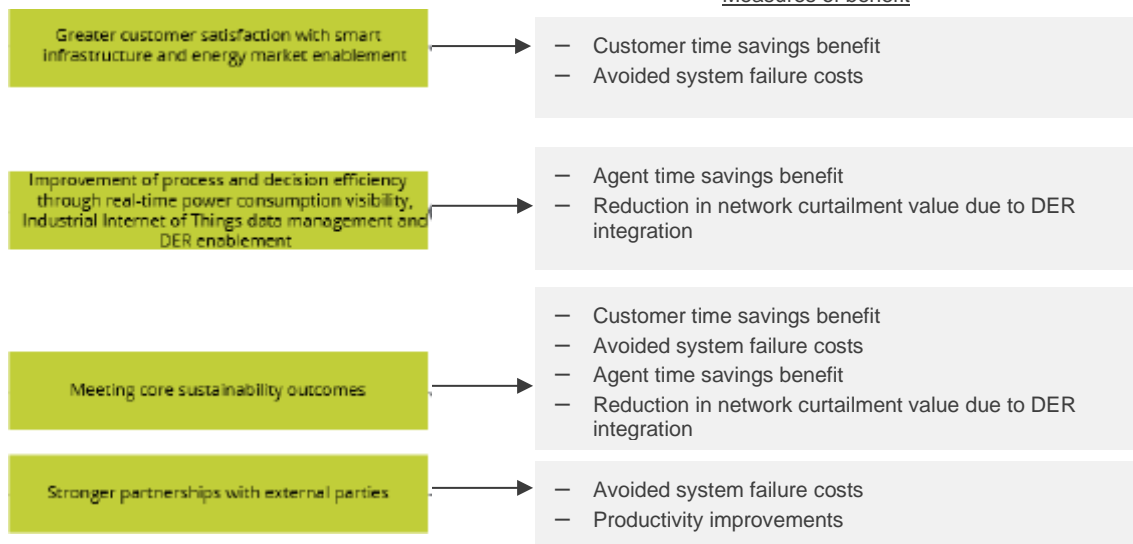 Measures of benefit
Greater customer satisfaction with smart
infrastructure and energy market enablement
– Customer time savings benefit
– Avoided system failure costs
Improvement of process and decision efficiency
through real-time power consumption visibility,
Industrial Internet of Things data management and
DER enablement
– Agent time savings benefit
– Reduction in network curtailment value due to DER
integration
Meeting core sustainability outcomes
– Customer time savings benefit
– Avoided system failure costs
– Agent time savings benefit
– Reduction in network curtailment value due to DER
integration
Stronger partnerships with external parties
– Avoided system failure costs
– Productivity improvements